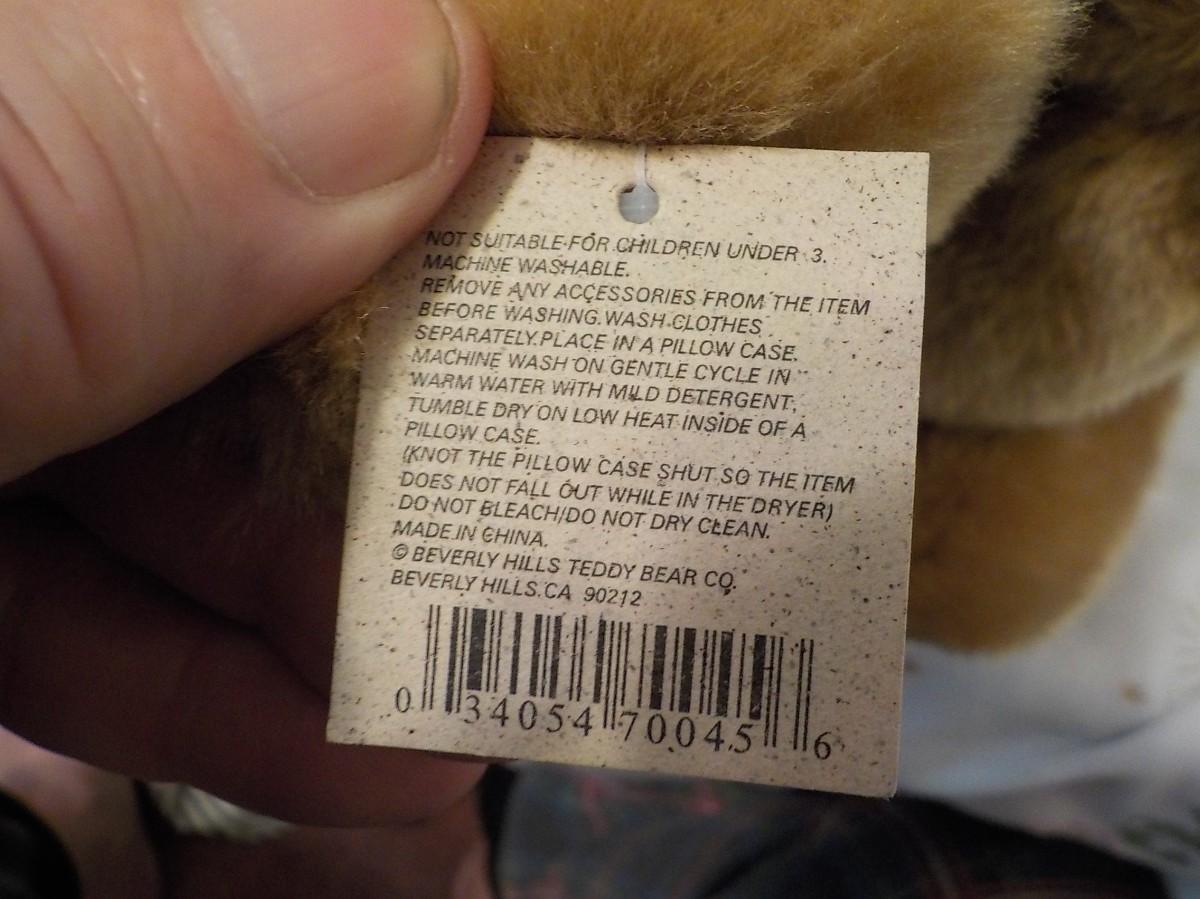 NOT SUITABLE FOR CHILDREN UNDER 3.
MACHINE WASHABLE.
REMOVE ANY ACCESSORIES FROM THE ITEM
BEFORE WASHING.WASH CLOTHES
SEPARATELY.PLACE IN A PILLOW CASE.
MACHINE WASH ON GENTLE CYCLE IN
WARM WATER WITH MILD DETERGENT,
TUMBLE DRY ON LOW HEAT INSIDE OF A
PILLOW CASE.
(KNOT THE PILLOW CASE SHUT SO THE ITEM
DOES NOT FALL OUT WHILE IN THE DRYER)
DO NOT BLEACH/DO NOT DRY CLEAN.
MADE IN CHINA.
© BEVERLY HILLS TEDDY BEAR CO.
BEVERLY HILLS.CA 90212
0 34054 70045 6